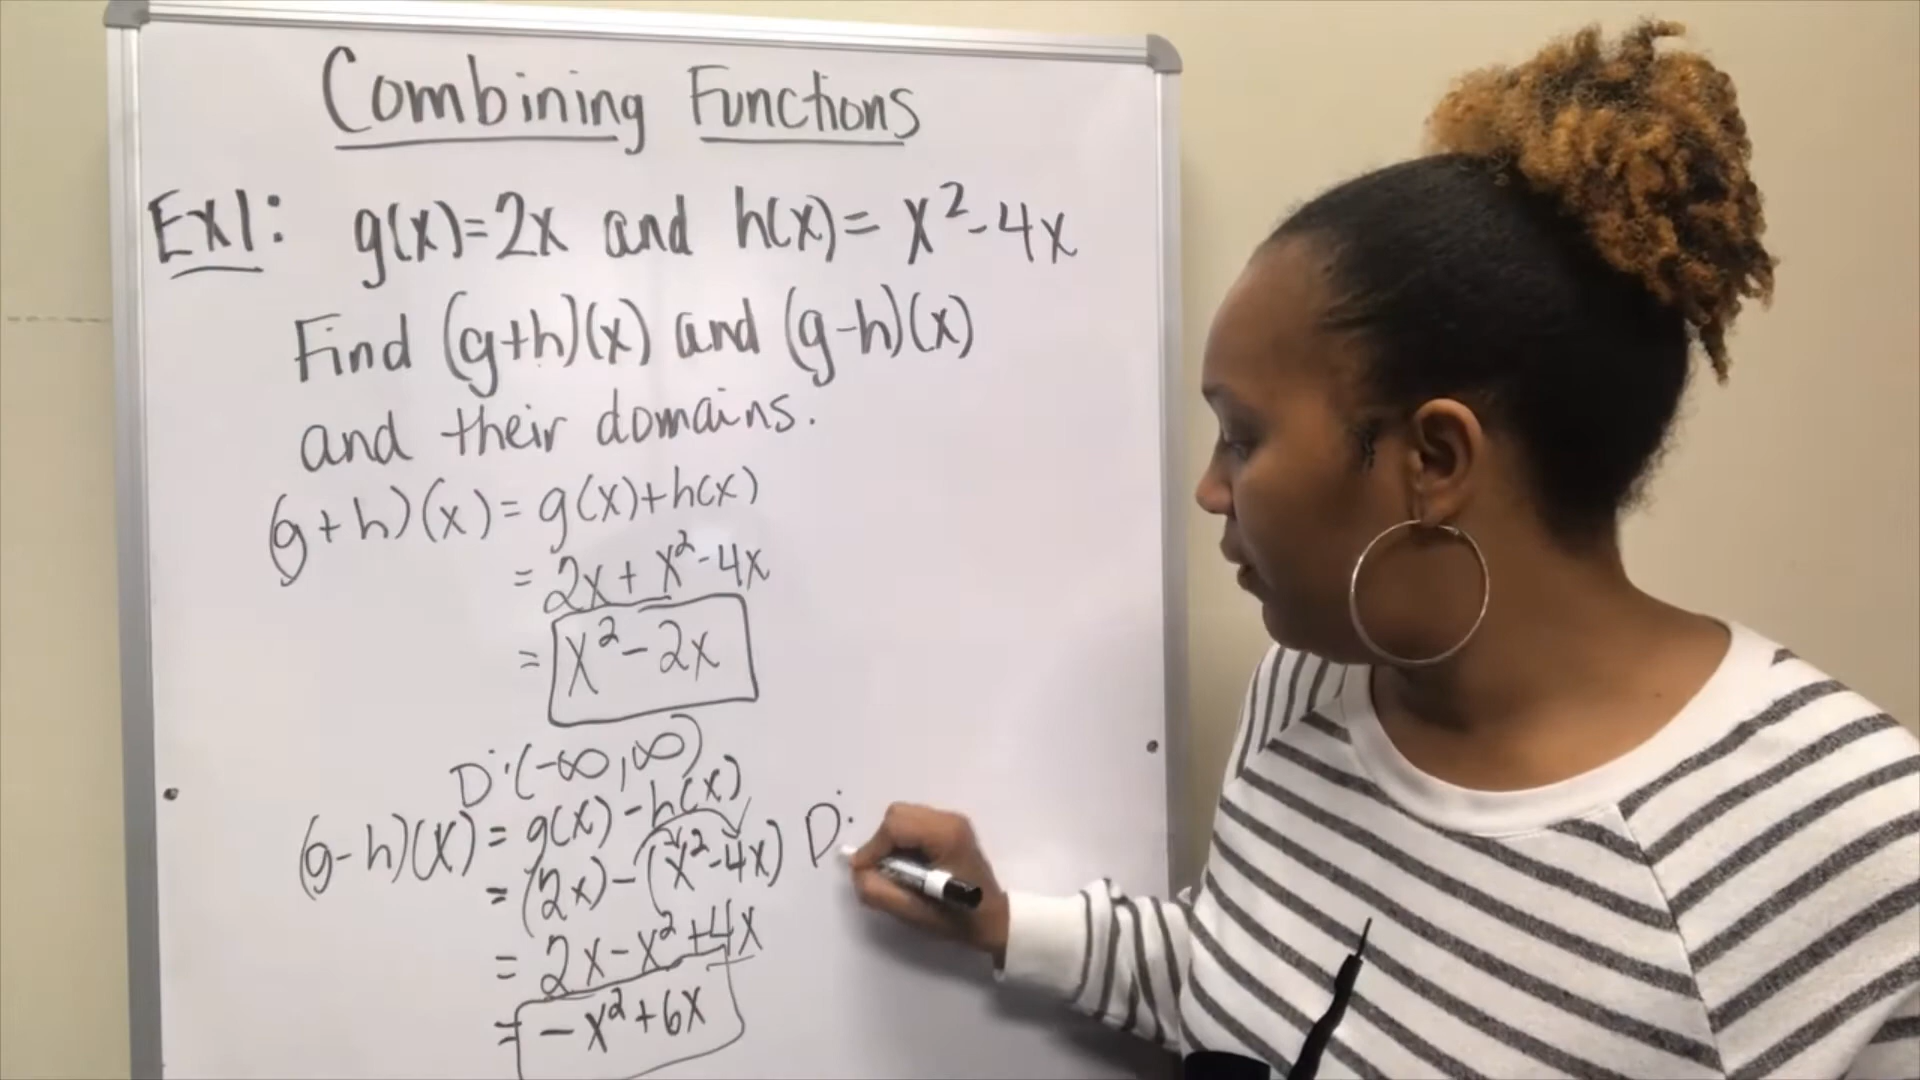 Combining Functions
Ex1: g(x)=2x and h(x)= x²-4x
Find (g+h)(x) and (g-h)(x)
and their domains.
(g+h)(x) = g(x)+h(x)
= 2x + x²-4x
= x²-2x
D:(-∞,∞)
(g-h)(x) = g(x)-h(x)
= (2x)-(x²-4x) D:
= 2x-x²+4x
= -x²+6x